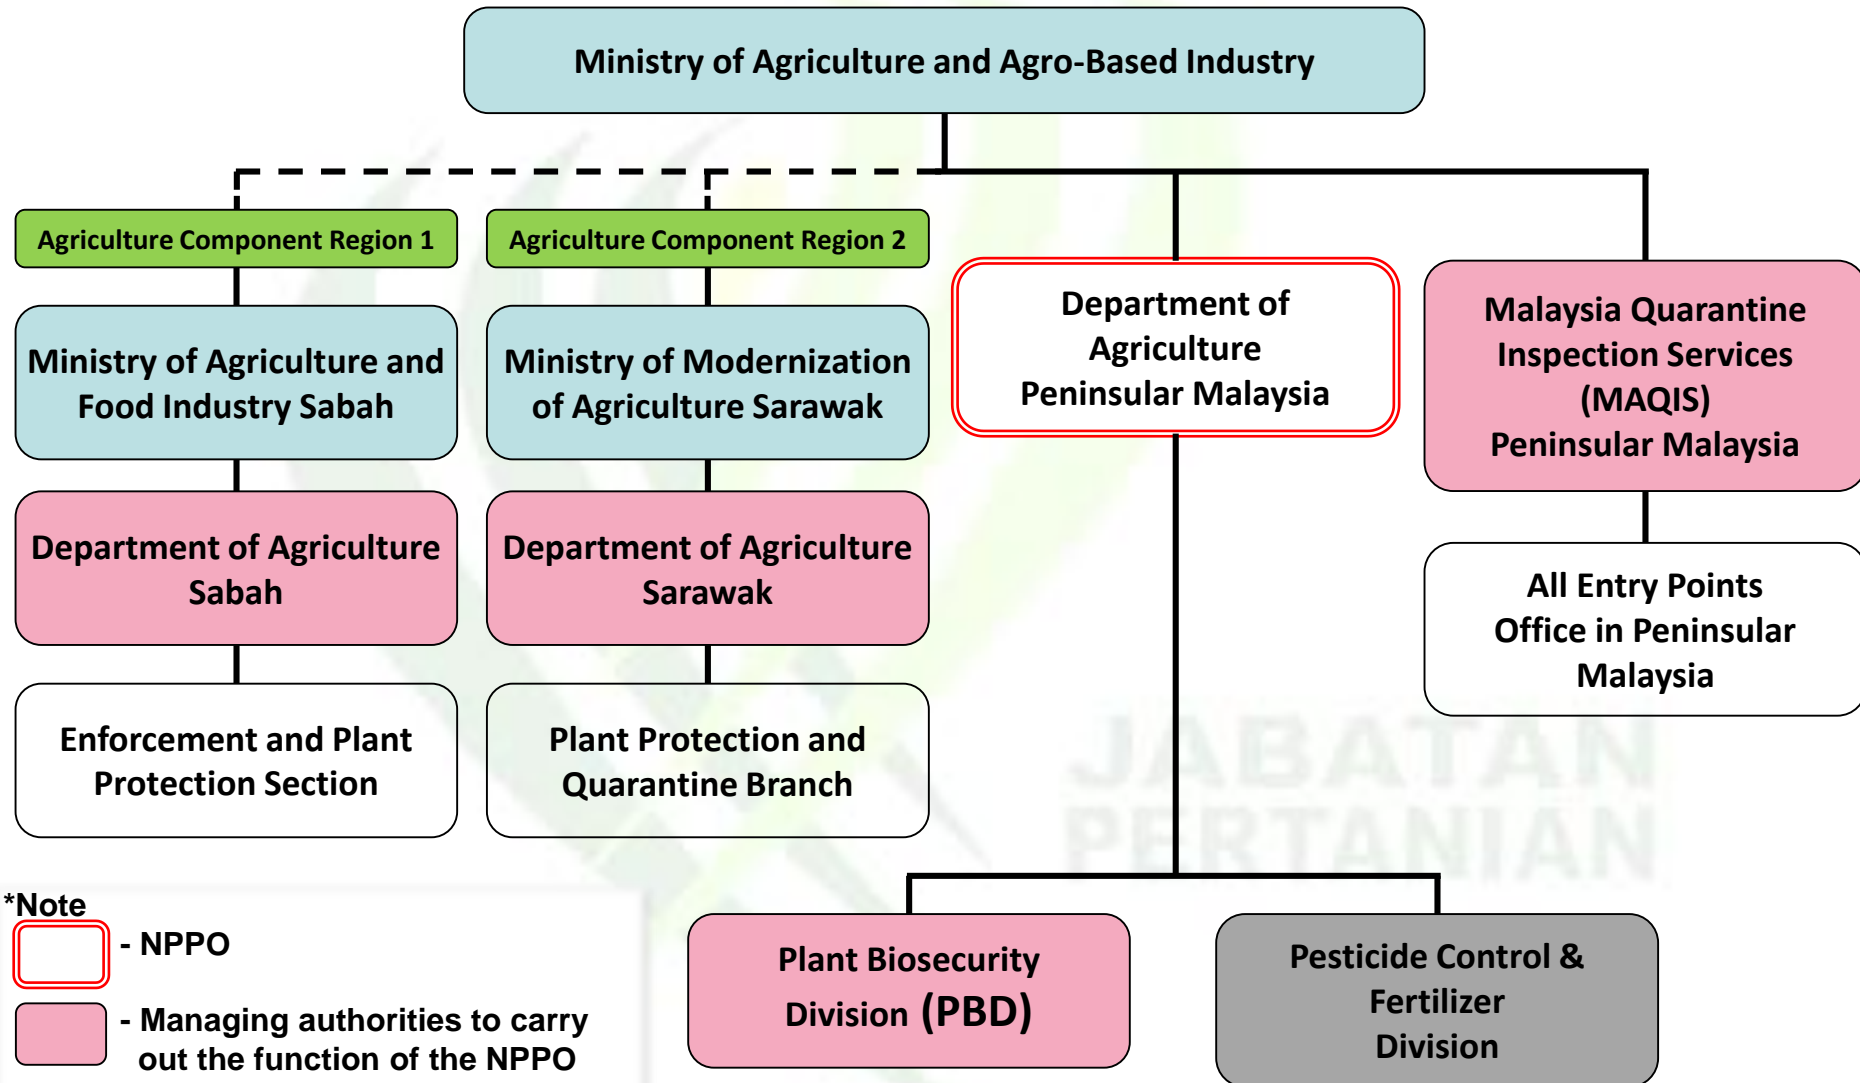 Ministry of Agriculture and Agro-Based Industry
Agriculture Component Region 1
Agriculture Component Region 2
Ministry of Agriculture and
Food Industry Sabah
Ministry of Modernization
of Agriculture Sarawak
Department of
Agriculture
Peninsular Malaysia
Malaysia Quarantine
Inspection Services
(MAQIS)
Peninsular Malaysia
Department of Agriculture
Sabah
Department of Agriculture
Sarawak
All Entry Points
Office in Peninsular
Malaysia
Enforcement and Plant
Protection Section
Plant Protection and
Quarantine Branch
JABATAN
PERTANIAN
*Note
- NPPO
- Managing authorities to carry
out the function of the NPPO
Plant Biosecurity
Division (PBD)
Pesticide Control &
Fertilizer
Division